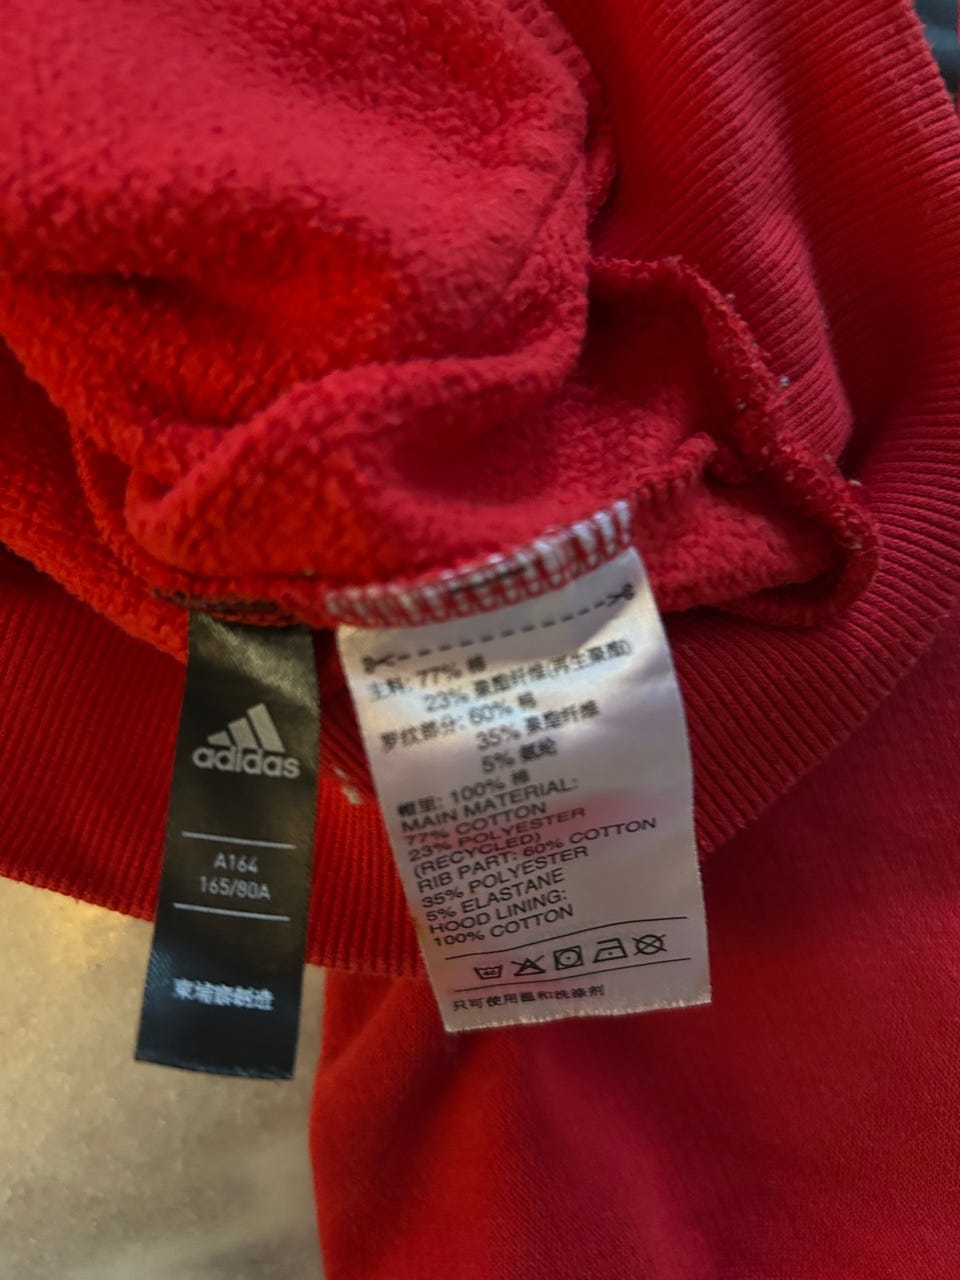 adidas
A164
165/80A
柬埔寨制造
主料: 77% 棉
23% 聚酯纤维(再生聚酯)
罗纹部分: 60% 棉
35% 聚酯纤维
5% 氨纶
帽里: 100% 棉
MAIN MATERIAL:
77% COTTON
23% POLYESTER
(RECYCLED)
RIB PART: 60% COTTON
35% POLYESTER
5% ELASTANE
HOOD LINING:
100% COTTON
只可使用温和洗涤剂